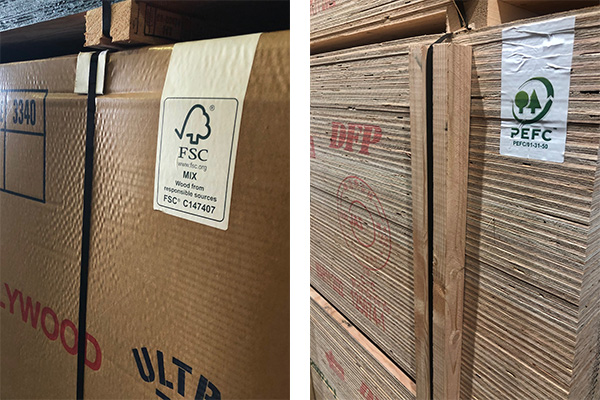 3340
FSC
www.fsc.org
MIX
Wood from
responsible sources
FSC® C147407
LYWOOD
ULTR
DFP
PEFC
PEFC/01-31-50